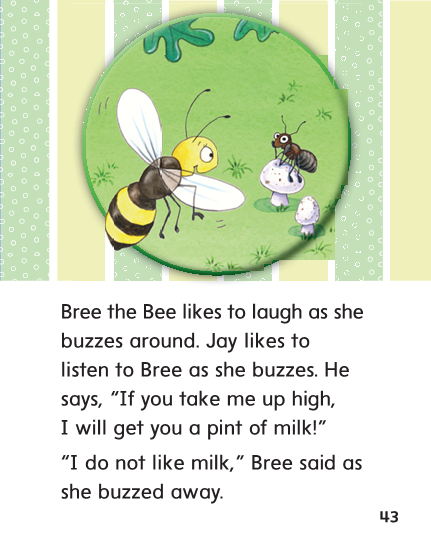 Bree the Bee likes to laugh as she
buzzes around. Jay likes to
listen to Bree as she buzzes. He
says, “If you take me up high,
I will get you a pint of milk!”
“I do not like milk,” Bree said as
she buzzed away.
43